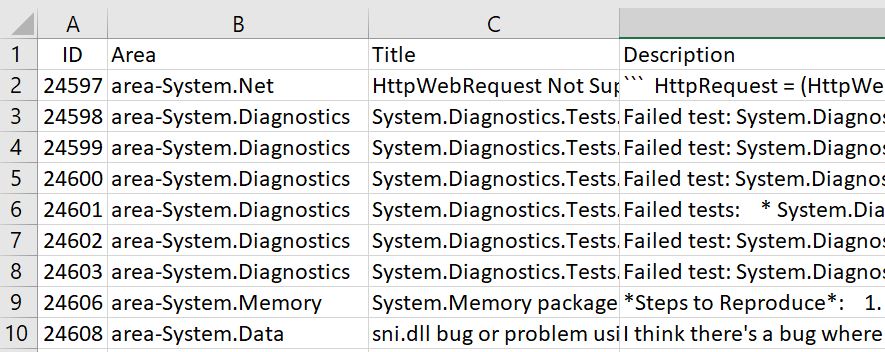 A B C
1 ID Area Title Description
2 24597 area-System.Net HttpWebRequest Not Sup ``` HttpRequest = (HttpWe
3 24598 area-System.Diagnostics System.Diagnostics.Tests. Failed test: System.Diagnos
4 24599 area-System.Diagnostics System.Diagnostics.Tests. Failed test: System.Diagnos
5 24600 area-System.Diagnostics System.Diagnostics.Tests. Failed test: System.Diagnos
6 24601 area-System.Diagnostics System.Diagnostics.Tests. Failed tests: * System.Dia
7 24602 area-System.Diagnostics System.Diagnostics.Tests. Failed test: System.Diagnos
8 24603 area-System.Diagnostics System.Diagnostics.Tests. Failed test: System.Diagnos
9 24606 area-System.Memory System.Memory package *Steps to Reproduce*: 1.
10 24608 area-System.Data sni.dll bug or problem usi I think there's a bug where